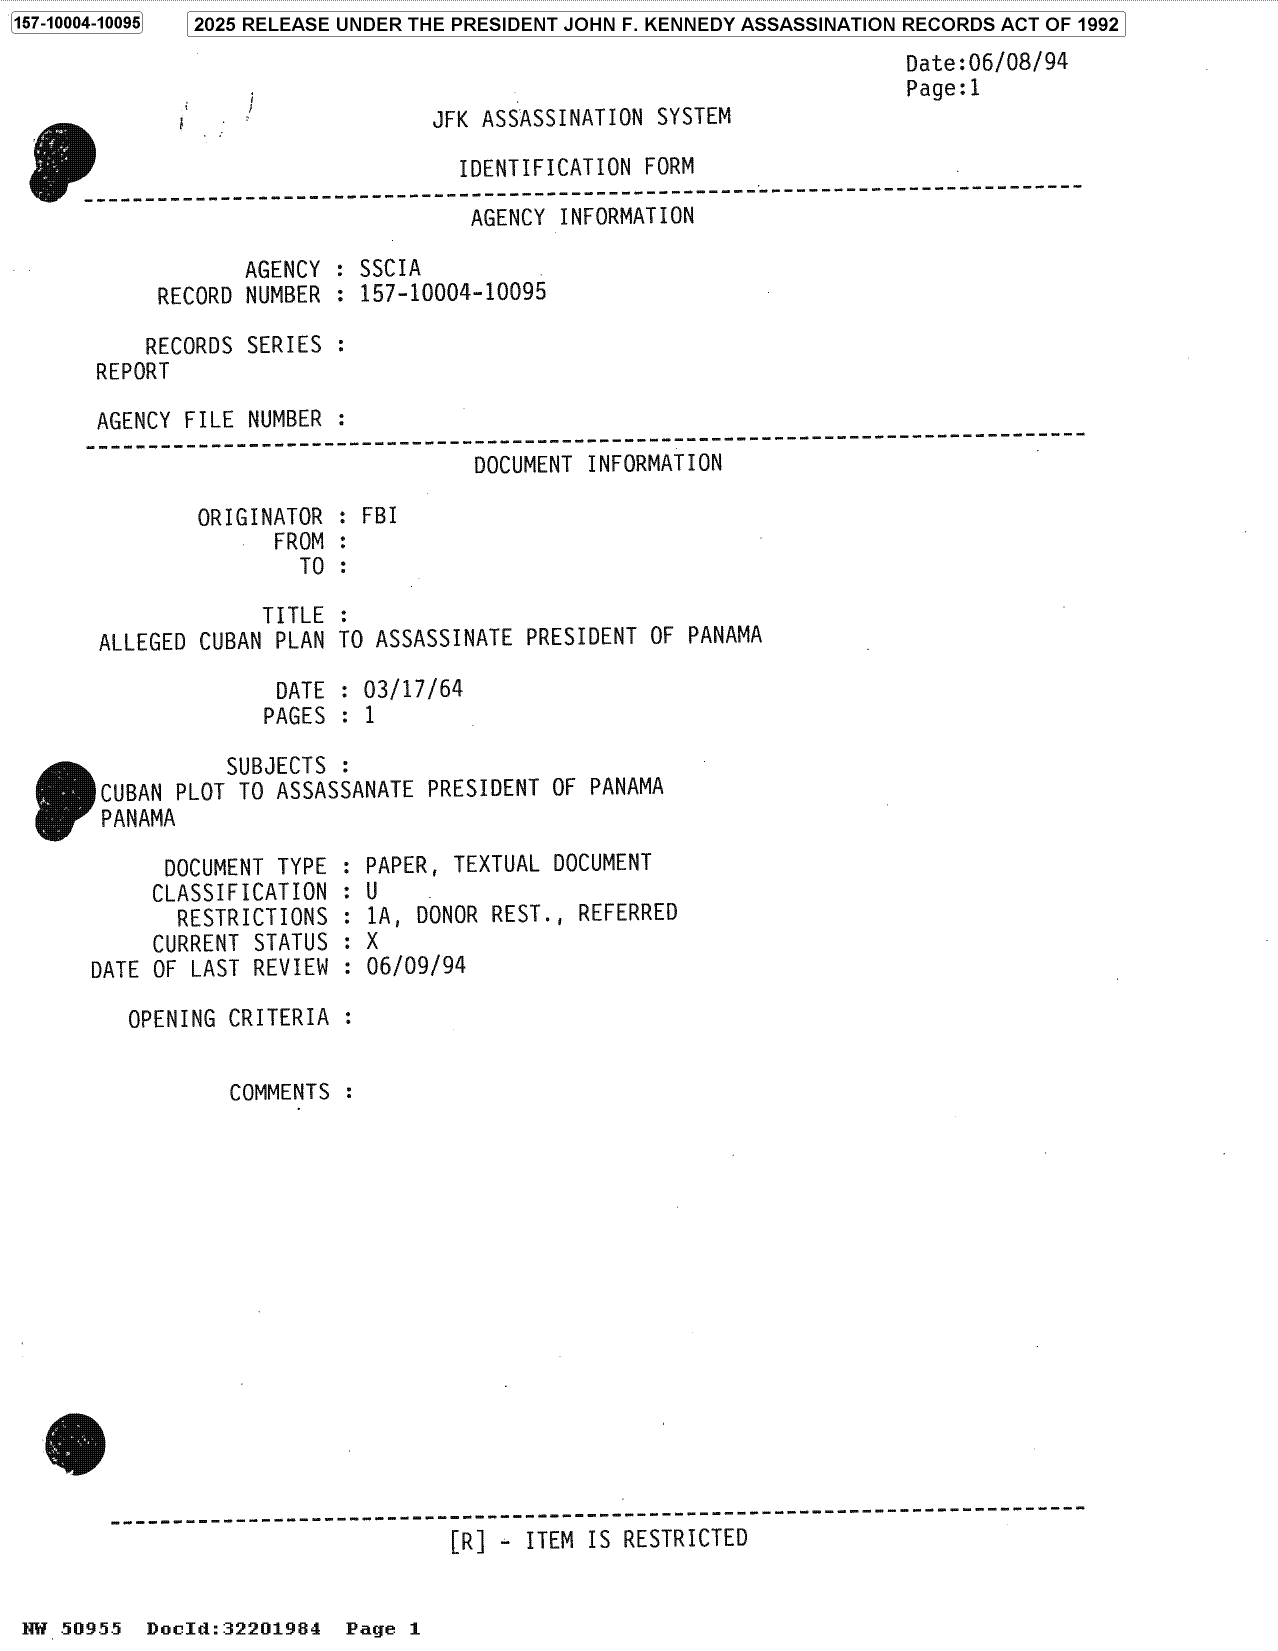 157-10004-10095
2025 RELEASE UNDER THE PRESIDENT JOHN F. KENNEDY ASSASSINATION RECORDS ACT OF 1992
Date:06/08/94
Page:1
JFK ASSASSINATION SYSTEM
IDENTIFICATION FORM
AGENCY INFORMATION
AGENCY : SSCIA
RECORD NUMBER : 157-10004-10095
RECORDS SERIES :
REPORT
AGENCY FILE NUMBER :
DOCUMENT INFORMATION
ORIGINATOR : FBI
FROM :
TO :
TITLE :
ALLEGED CUBAN PLAN TO ASSASSINATE PRESIDENT OF PANAMA
DATE : 03/17/64
PAGES : 1
SUBJECTS :
CUBAN PLOT TO ASSASSANATE PRESIDENT OF PANAMA
PANAMA
DOCUMENT TYPE : PAPER, TEXTUAL DOCUMENT
CLASSIFICATION : U
RESTRICTIONS : 1A, DONOR REST., REFERRED
CURRENT STATUS : X
DATE OF LAST REVIEW : 06/09/94
OPENING CRITERIA :
COMMENTS :
[R] - ITEM IS RESTRICTED
NW 50955 DocId:32201984 Page 1